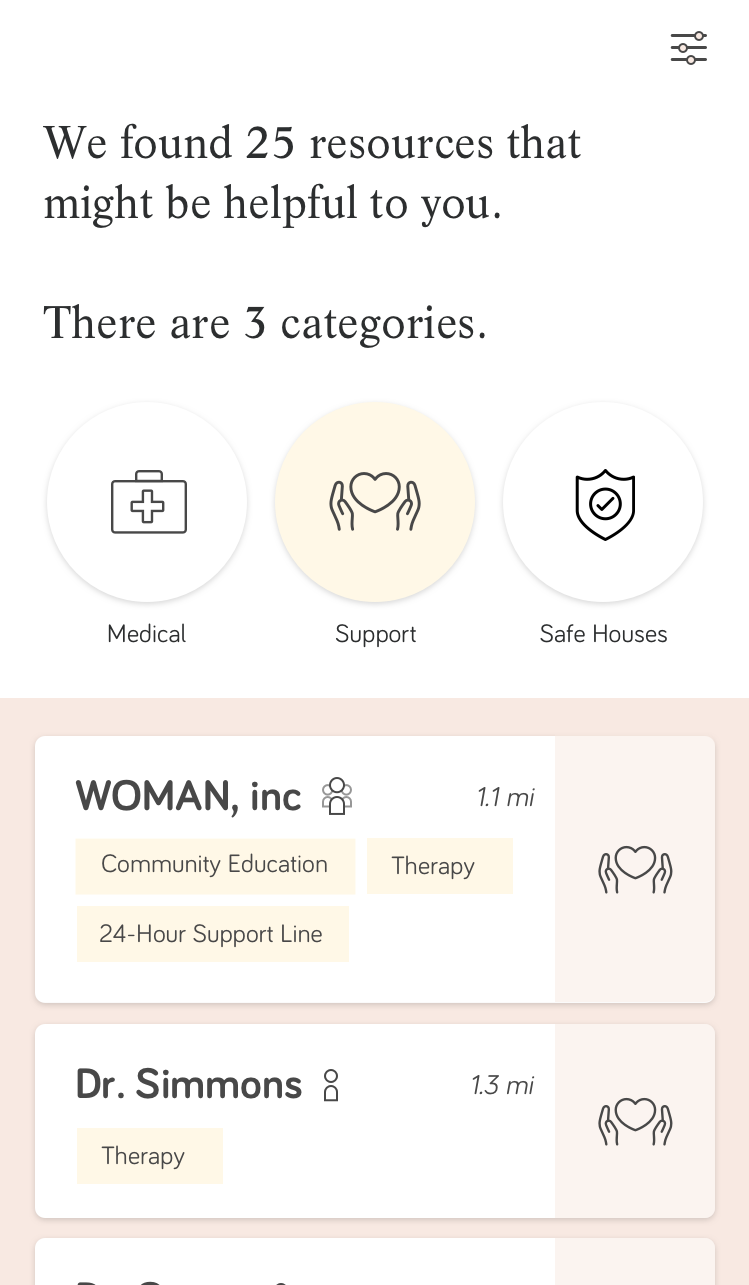 We found 25 resources that
might be helpful to you.
There are 3 categories.
Medical
Support
Safe Houses
WOMAN, inc
1.1 mi
Community Education
Therapy
24-Hour Support Line
Dr. Simmons
1.3 mi
Therapy